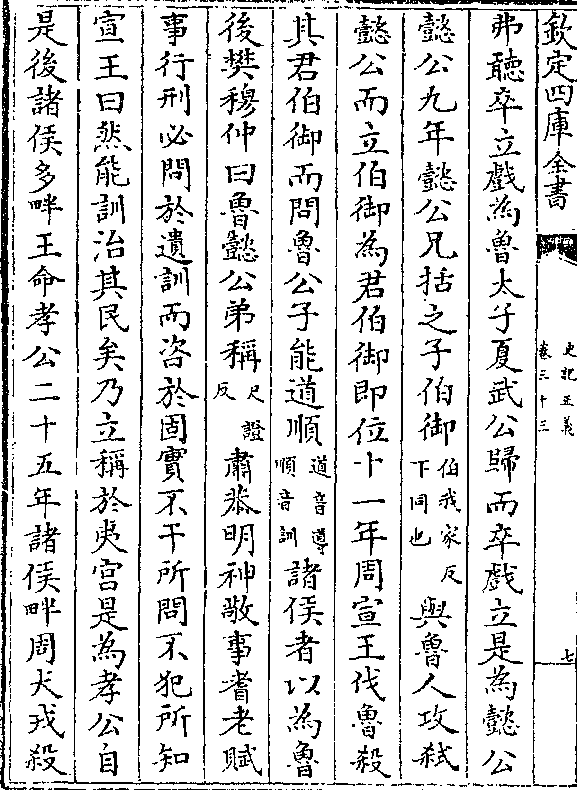 欽定四庫全書
史記正義
卷三十三
七
弗聽卒立戲為魯太子夏武公歸而卒戲立是為懿公
懿公九年懿公兄括之子伯御伯我家反下同也與魯人攻弑
懿公而立伯御為君伯御即位十一年周宣王伐魯殺
其君伯御而問魯公子能道順道音導順音訓諸侯者以為魯
後樊穆仲曰魯懿公弟稱尺證反肅恭明神敬事耆老賦
事行刑必問於遺訓而咨於固實不干所問不犯所知
宣王曰然能訓治其民矣乃立稱於夷宮是為孝公自
是後諸侯多畔王命孝公二十五年諸侯畔周犬戎殺